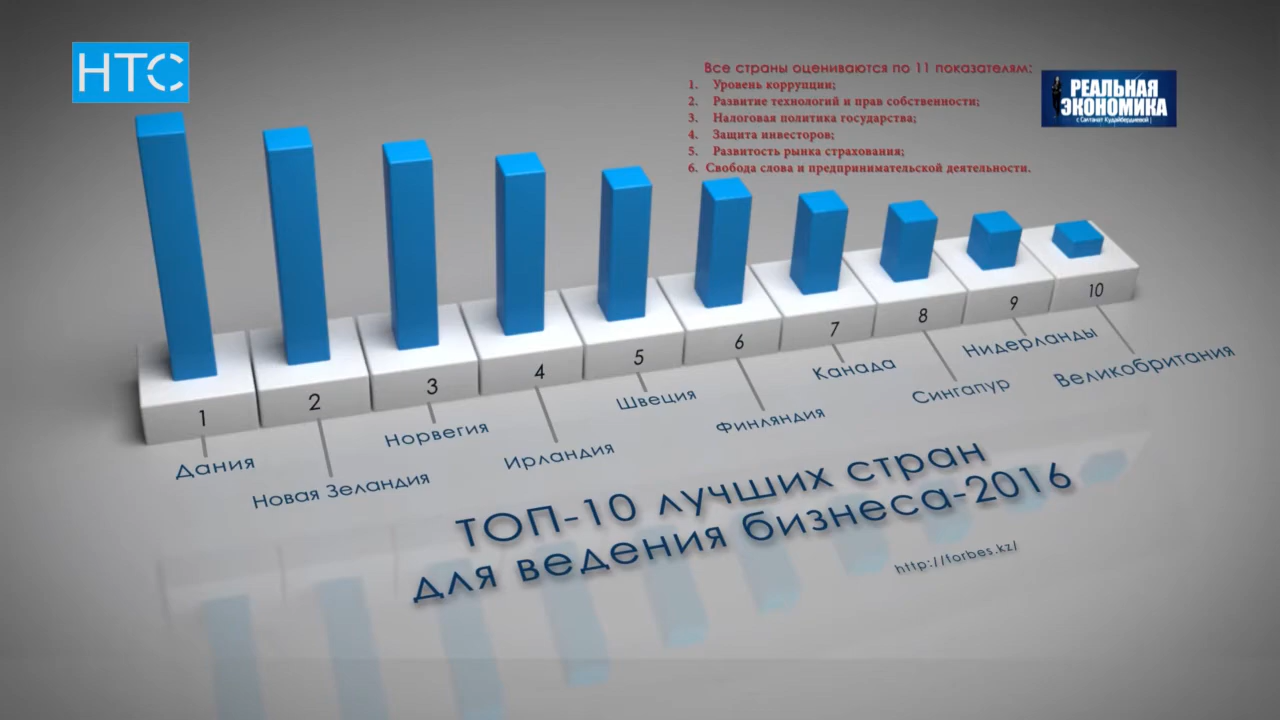 НТС
Все страны оцениваются по 11 показателям:
1. Уровень коррупции;
2. Развитие технологий и прав собственности;
3. Налоговая политика государства;
4. Защита инвесторов;
5. Развитость рынка страхования;
6. Свобода слова и предпринимательской деятельности.
РЕАЛЬНАЯ
ЭКОНОМИКА
с Салтанат Кудайбердиевой
1
2
3
4
5
6
7
8
9
10
Дания
Новая Зеландия
Норвегия
Ирландия
Швеция
Финляндия
Канада
Сингапур
Нидерланды
Великобритания
ТОП-10 лучших стран
для ведения бизнеса-2016
http://forbes.kz/